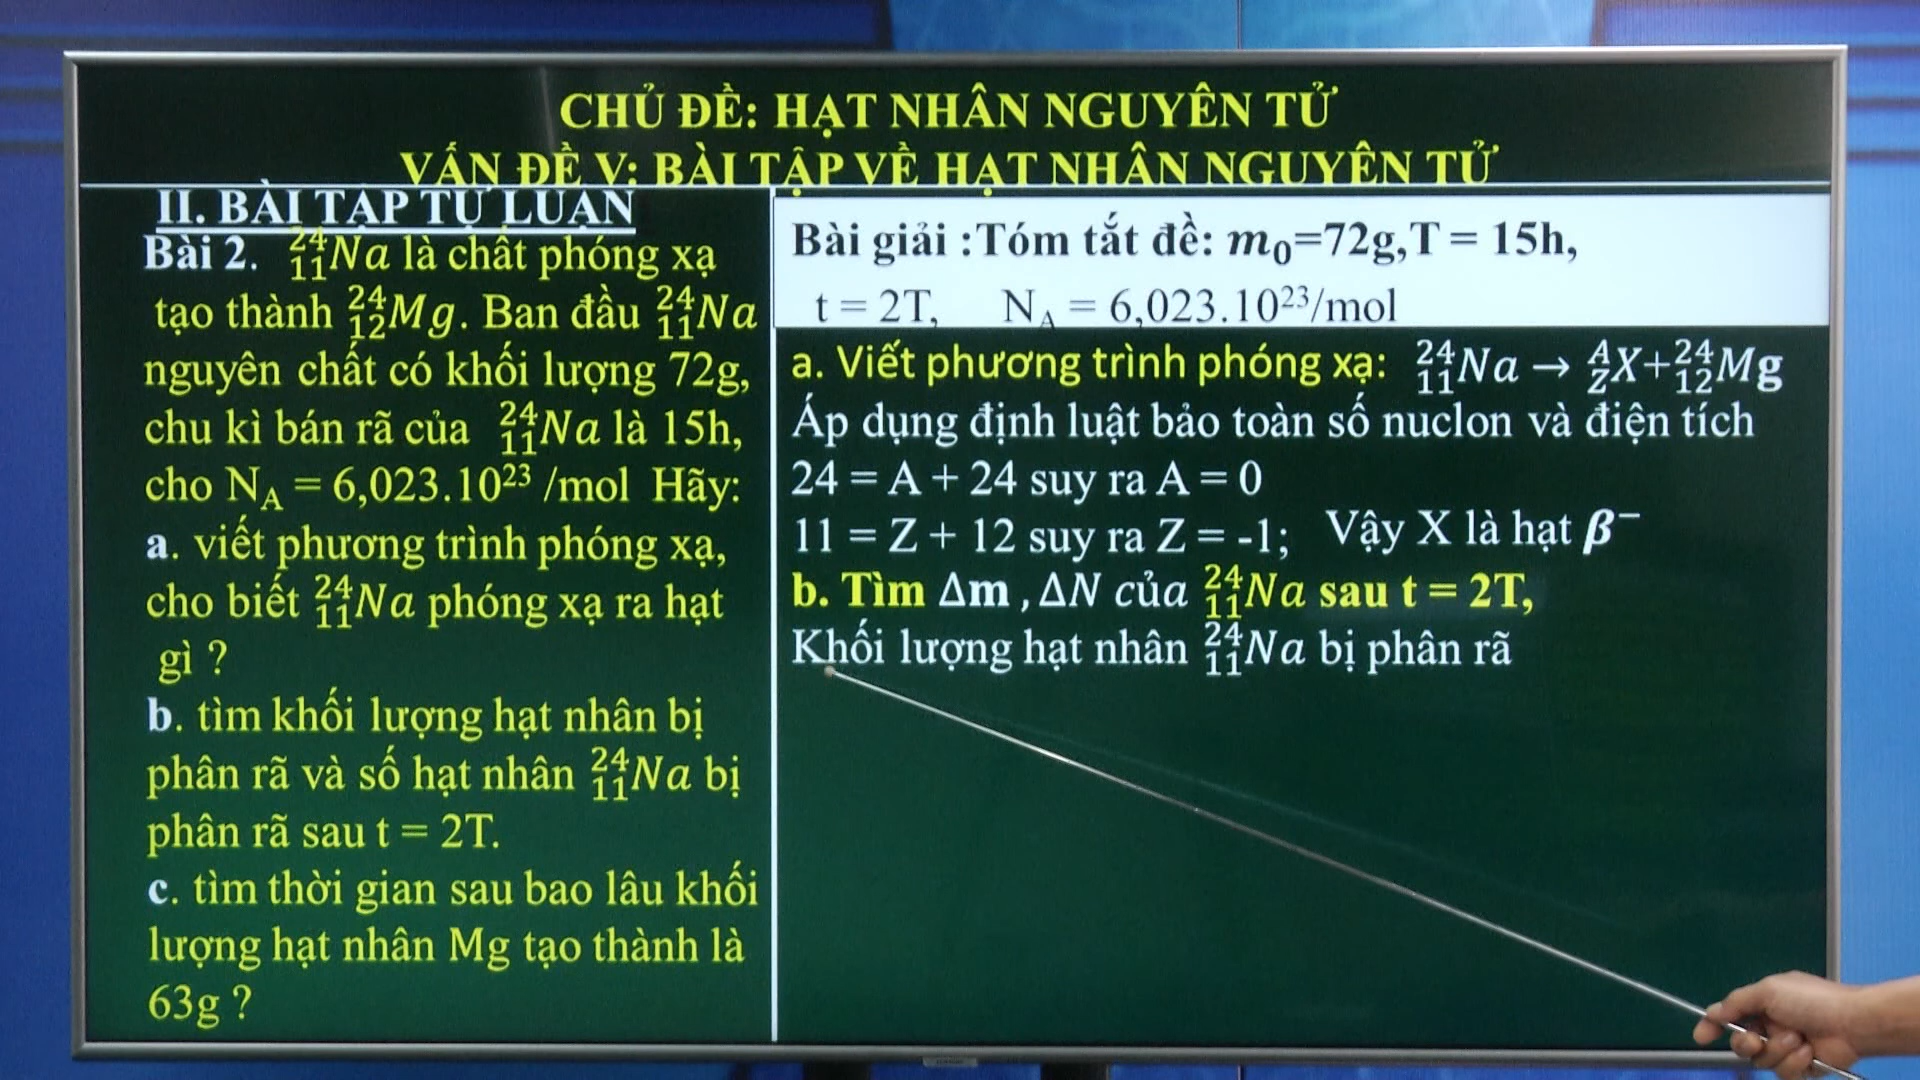 CHỦ ĐỀ: HẠT NHÂN NGUYÊN TỬ
VẤN ĐỀ V: BÀI TẬP VỀ HẠT NHÂN NGUYÊN TỬ
II. BÀI TẬP TỰ LUẬN
Bài 2. ²⁴₁₁Na là chất phóng xạ
tạo thành ²⁴₁₂Mg. Ban đầu ²⁴₁₁Na
nguyên chất có khối lượng 72g,
chu kì bán rã của ²⁴₁₁Na là 15h,
cho N_A = 6,023.10²³ /mol Hãy:
a. viết phương trình phóng xạ,
cho biết ²⁴₁₁Na phóng xạ ra hạt
gì ?
b. tìm khối lượng hạt nhân bị
phân rã và số hạt nhân ²⁴₁₁Na bị
phân rã sau t = 2T.
c. tìm thời gian sau bao lâu khối
lượng hạt nhân Mg tạo thành là
63g ?
Bài giải :Tóm tắt đề: m₀=72g,T = 15h,
t = 2T, N_A = 6,023.10²³/mol
a. Viết phương trình phóng xạ: ²⁴₁₁Na → ᴬ_ZX+²⁴₁₂Mg
Áp dụng định luật bảo toàn số nuclon và điện tích
24 = A + 24 suy ra A = 0
11 = Z + 12 suy ra Z = -1; Vậy X là hạt β⁻
b. Tìm Δm , ΔN của ²⁴₁₁Na sau t = 2T,
Khối lượng hạt nhân ²⁴₁₁Na bị phân rã